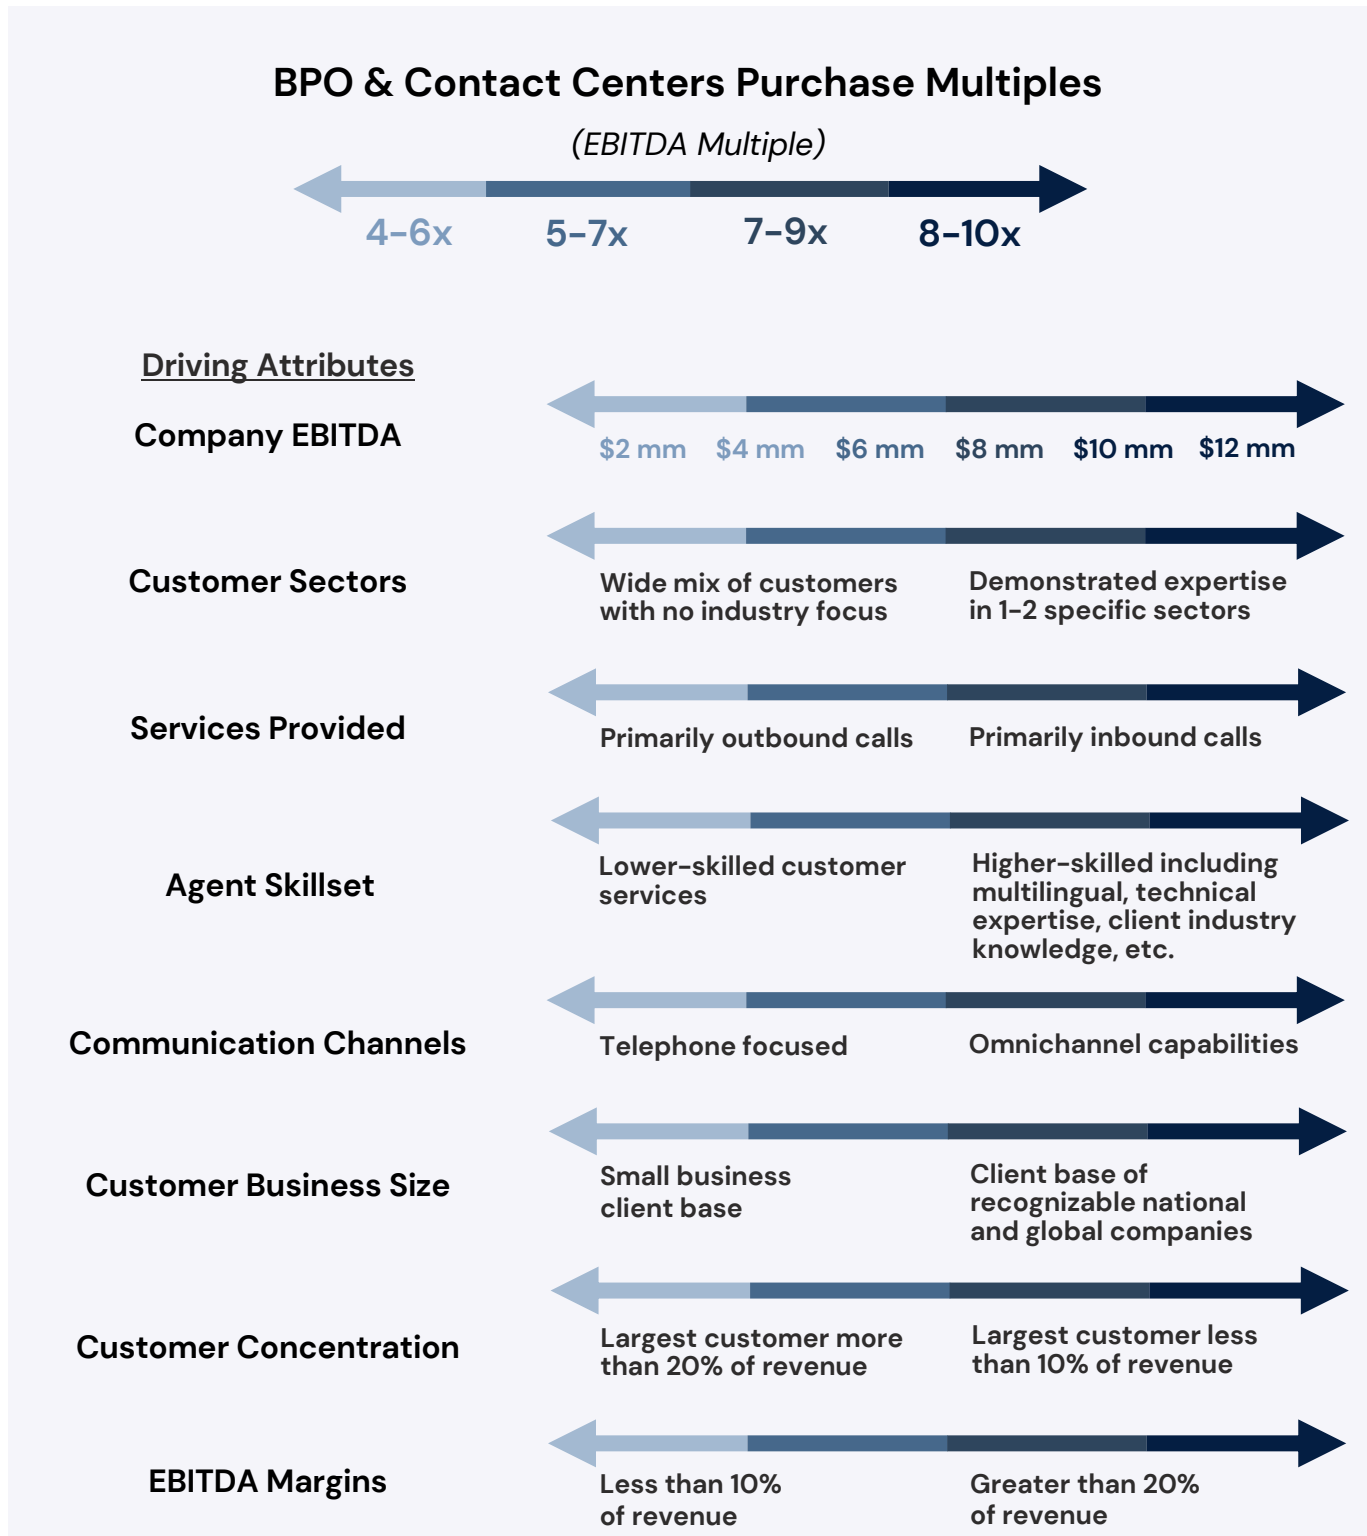 BPO & Contact Centers Purchase Multiples
(EBITDA Multiple)
4-6x 5-7x 7-9x 8-10x
Driving Attributes
Company EBITDA
$2 mm $4 mm $6 mm $8 mm $10 mm $12 mm
Customer Sectors
Wide mix of customers
with no industry focus
Demonstrated expertise
in 1-2 specific sectors
Services Provided
Primarily outbound calls
Primarily inbound calls
Agent Skillset
Lower-skilled customer
services
Higher-skilled including
multilingual, technical
expertise, client industry
knowledge, etc.
Communication Channels
Telephone focused
Omnichannel capabilities
Customer Business Size
Small business
client base
Client base of
recognizable national
and global companies
Customer Concentration
Largest customer more
than 20% of revenue
Largest customer less
than 10% of revenue
EBITDA Margins
Less than 10%
of revenue
Greater than 20%
of revenue